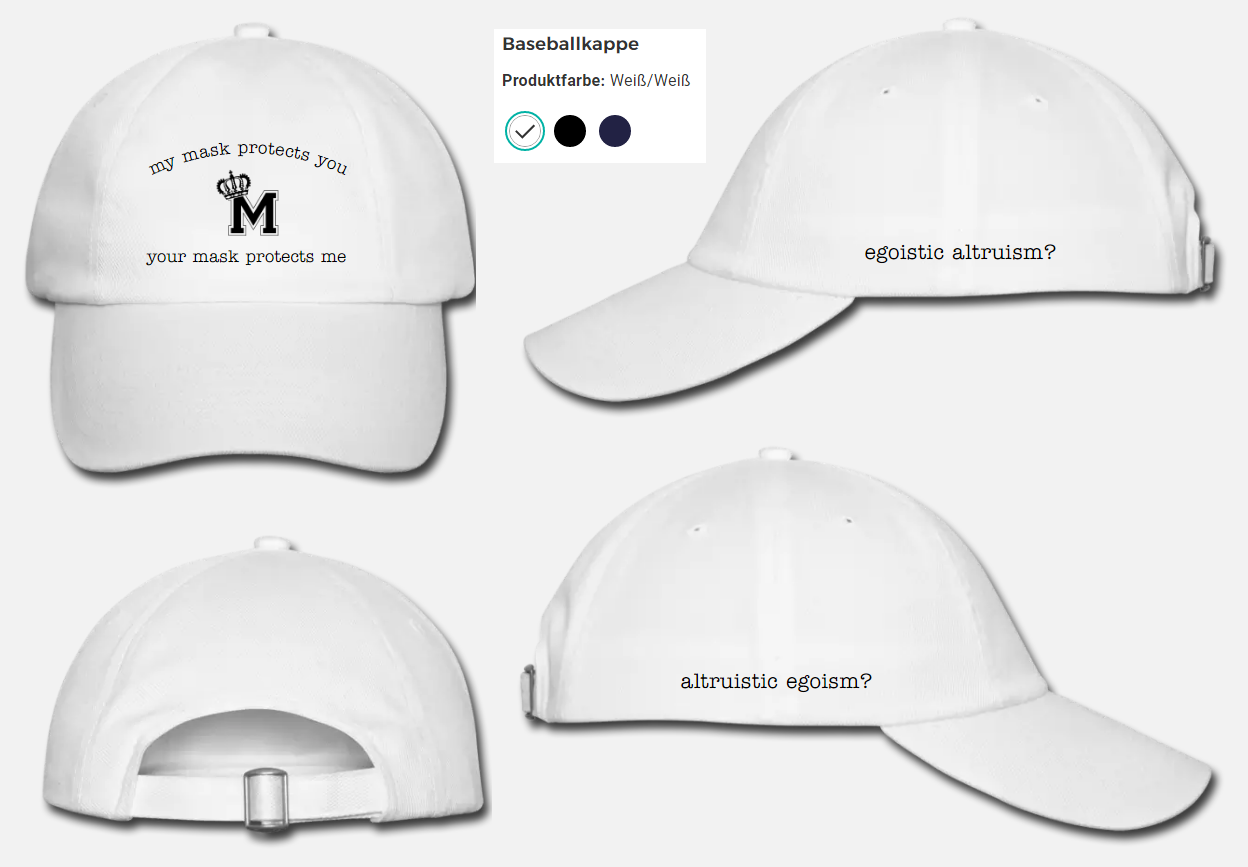 my mask protects you
M
your mask protects me
Baseballkappe
Produktfarbe: Weiß/Weiß
egoistic altruism?
altruistic egoism?